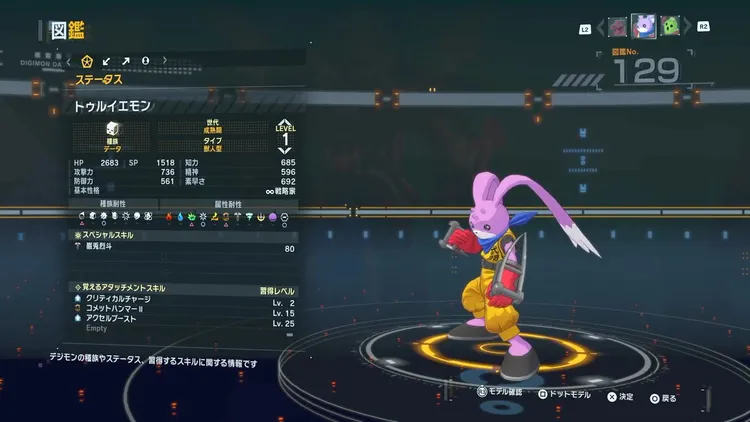 図鑑
DIGIMON DA
ステータス
L2
R2
図鑑No.
129
トゥルイエモン
種族
データ
世代
成熟期
タイプ
獣人型
LEVEL
1
HP 2683 SP 1518 知力 685
攻撃力 736 精神 596
防御力 561 素早さ 692
基本性格 戦略家
種族耐性 属性耐性
スペシャルスキル
巌兎烈斗 80
覚えるアタッチメントスキル 習得レベル
クリティカルチャージ Lv. 2
コメットハンマーⅡ Lv. 15
アクセルブースト Lv. 25
Empty
デジモンの種族やステータス、習得するスキルに関する情報です
モデル確認 ドットモデル 決定 戻る